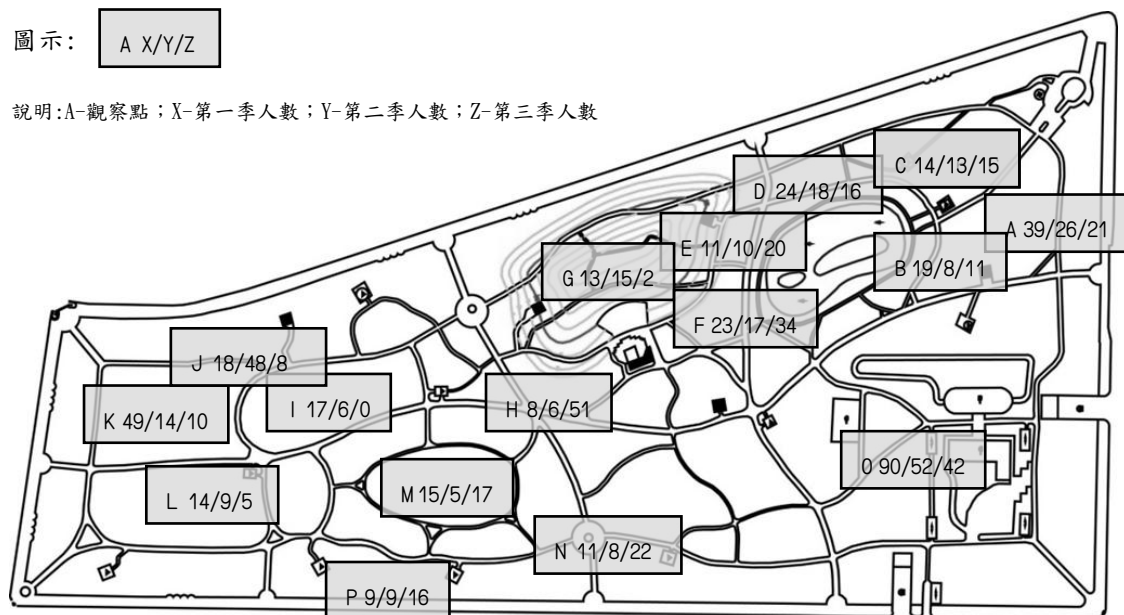 圖示:
A X/Y/Z
說明:A-觀察點；X-第一季人數；Y-第二季人數；Z-第三季人數
C 14/13/15
D 24/18/16
A 39/26/21
E 11/10/20
B 19/8/11
G 13/15/2
F 23/17/34
J 18/48/8
I 17/6/0
H 8/6/51
K 49/14/10
O 90/52/42
L 14/9/5
M 15/5/17
N 11/8/22
P 9/9/16